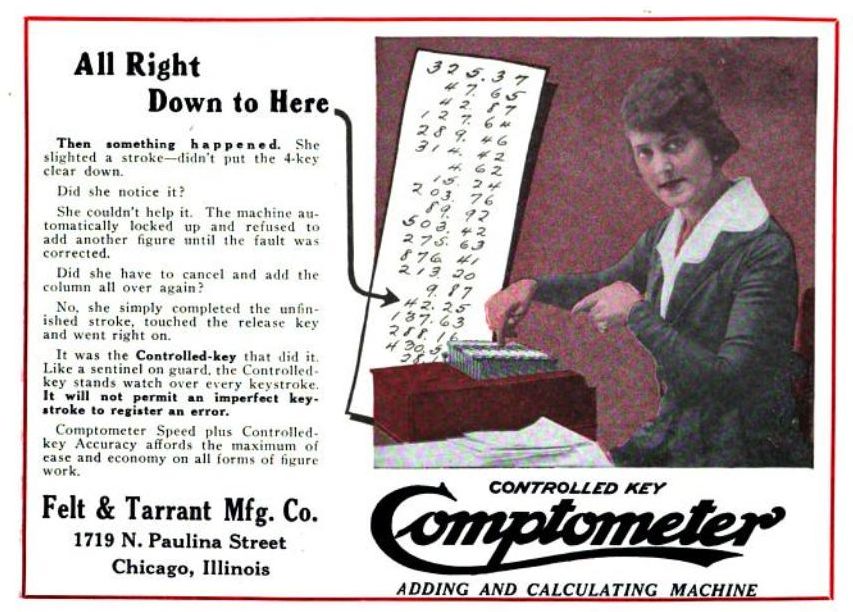 All Right
Down to Here
Then something happened. She
slighted a stroke—didn't put the 4-key
clear down.
Did she notice it?
She couldn't help it. The machine au-
tomatically locked up and refused to
add another figure until the fault was
corrected.
Did she have to cancel and add the
column all over again?
No, she simply completed the unfin-
ished stroke, touched the release key
and went right on.
It was the Controlled-key that did it.
Like a sentinel on guard, the Controlled-
key stands watch over every keystroke.
It will not permit an imperfect key-
stroke to register an error.
Comptometer Speed plus Controlled-
key Accuracy affords the maximum of
ease and economy on all forms of figure
work.
Felt & Tarrant Mfg. Co.
1719 N. Paulina Street
Chicago, Illinois
325.37
47.65
42.87
127.64
289.46
314.42
4.62
15.24
203.76
89.92
503.42
275.63
876 41
213.20
9.87
42.25
137.63
288.16
430.5
28.
CONTROLLED KEY
Comptometer
ADDING AND CALCULATING MACHINE